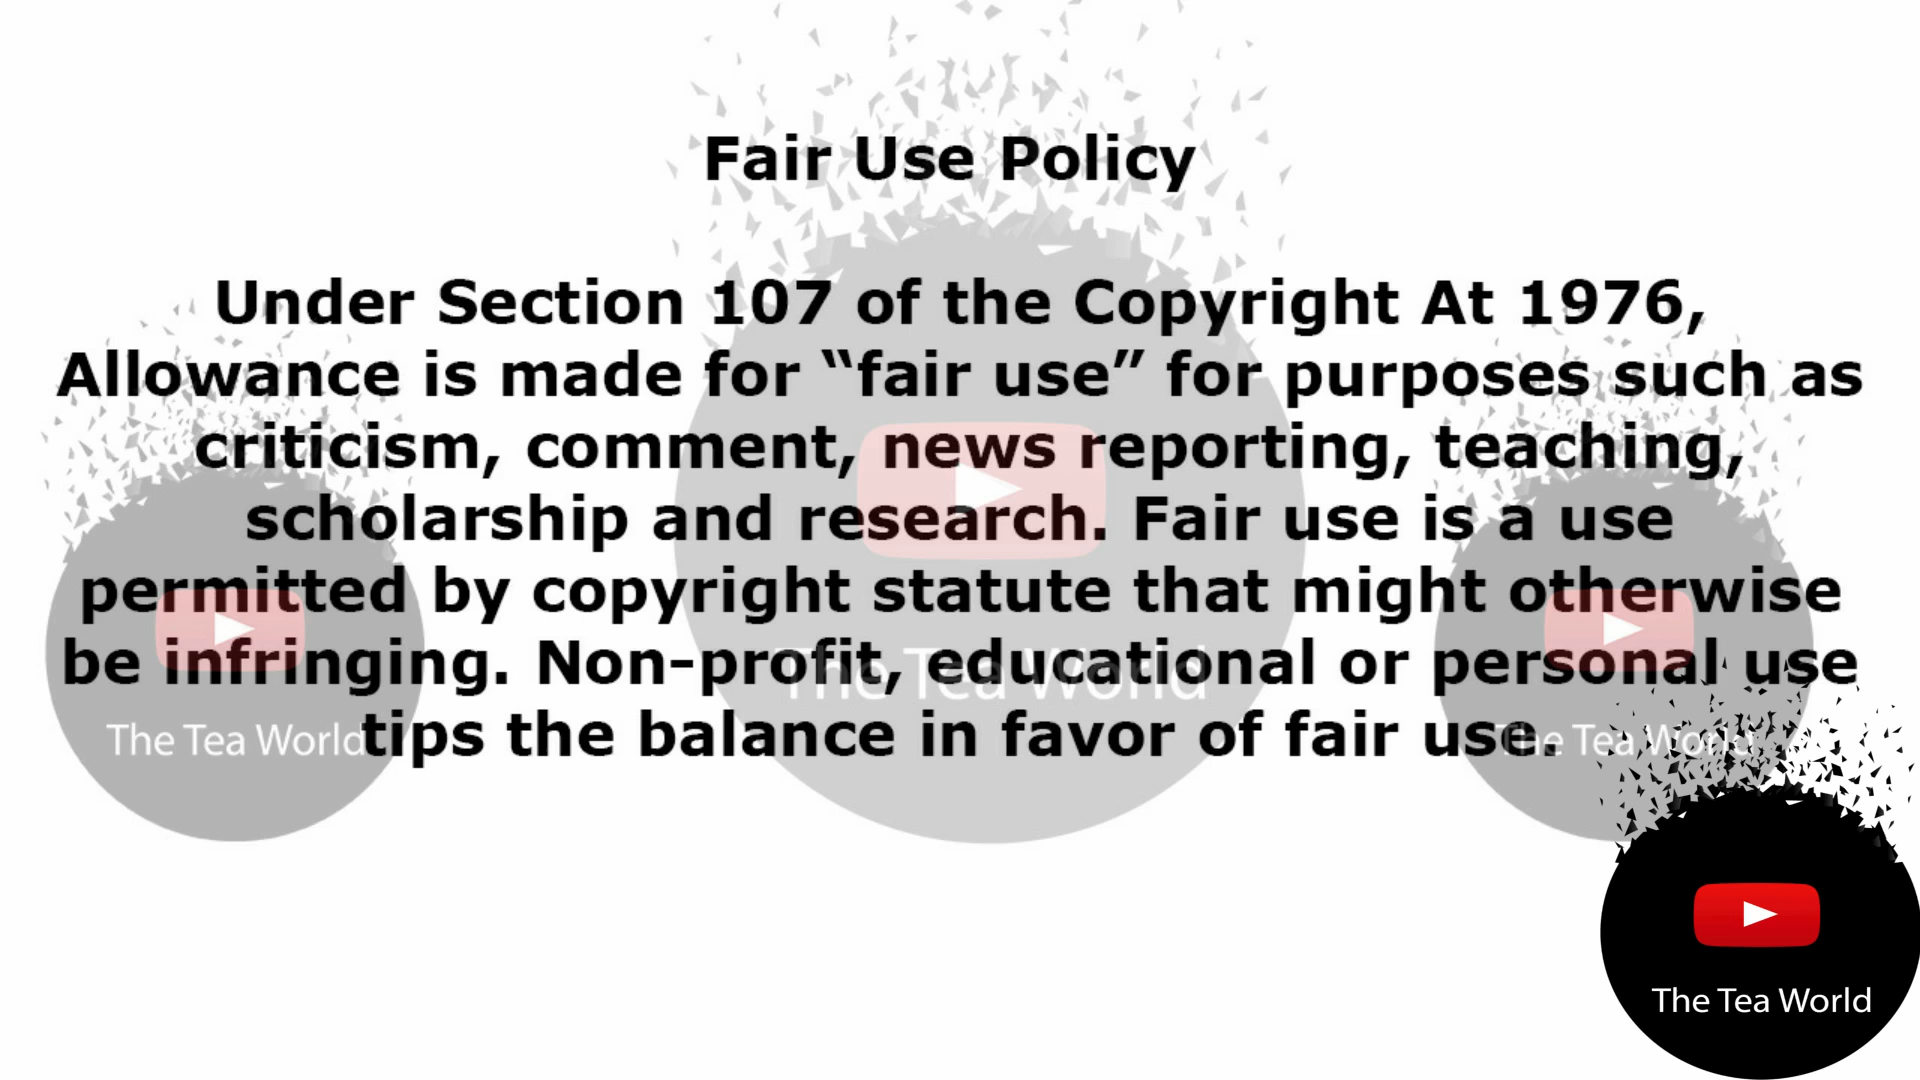 Fair Use Policy
Under Section 107 of the Copyright At 1976,
Allowance is made for “fair use” for purposes such as
criticism, comment, news reporting, teaching,
scholarship and research. Fair use is a use
permitted by copyright statute that might otherwise
be infringing. Non-profit, educational or personal use
tips the balance in favor of fair use.
The Tea World
The Tea World
The Tea World
The Tea World